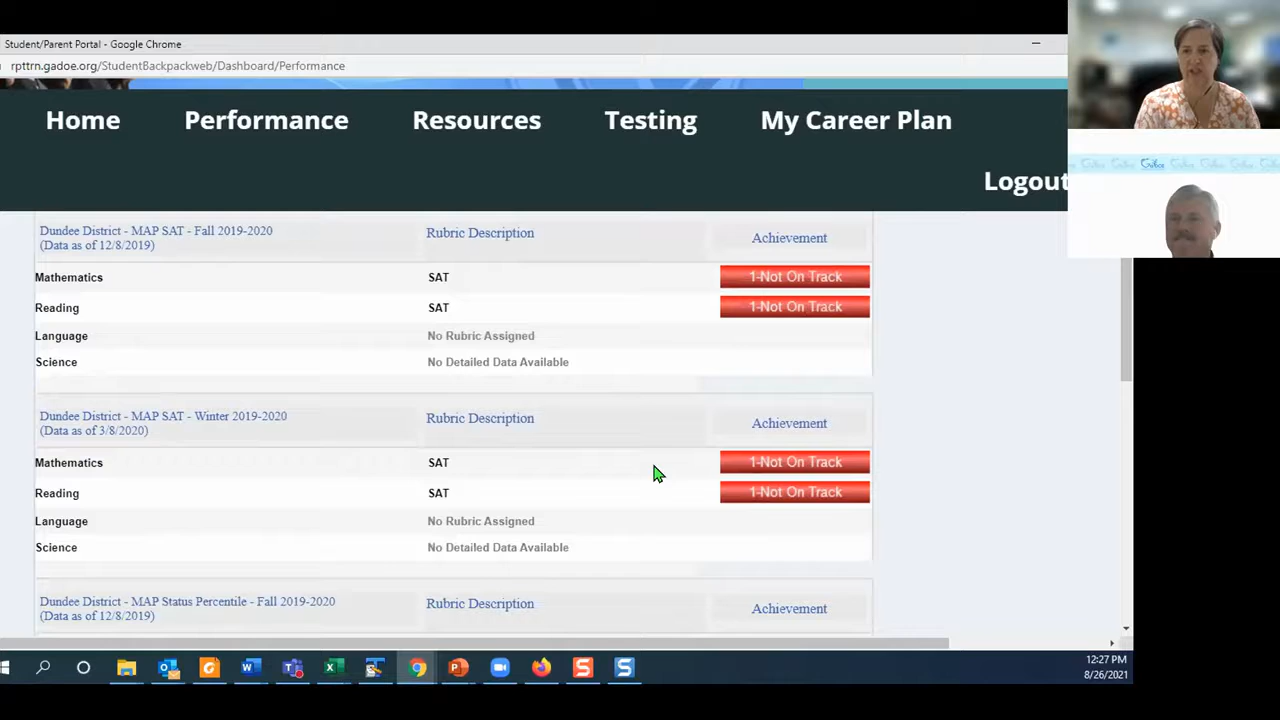 Student/Parent Portal - Google Chrome
rpttrn.gadoe.org/StudentBackpackweb/Dashboard/Performance
Home Performance Resources Testing My Career Plan
Logout
Dundee District - MAP SAT - Fall 2019-2020
(Data as of 12/8/2019)
Rubric Description
Achievement
Mathematics SAT 1-Not On Track
Reading SAT 1-Not On Track
Language No Rubric Assigned
Science No Detailed Data Available
Dundee District - MAP SAT - Winter 2019-2020
(Data as of 3/8/2020)
Rubric Description
Achievement
Mathematics SAT 1-Not On Track
Reading SAT 1-Not On Track
Language No Rubric Assigned
Science No Detailed Data Available
Dundee District - MAP Status Percentile - Fall 2019-2020
(Data as of 12/8/2019)
Rubric Description
Achievement
12:27 PM
8/26/2021